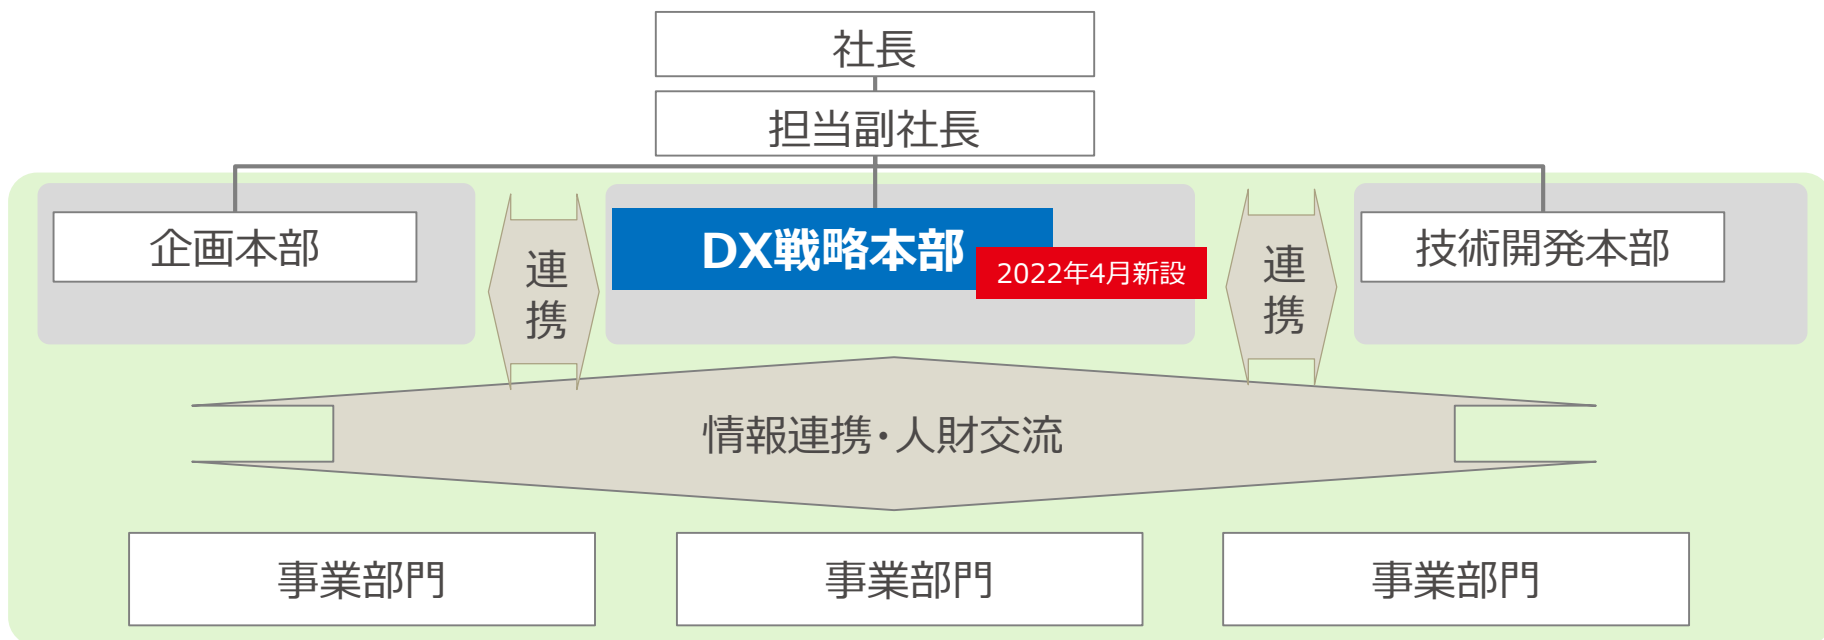 社長
担当副社長
企画本部
連携
DX戦略本部
2022年4月新設
連携
技術開発本部
情報連携・人財交流
事業部門
事業部門
事業部門